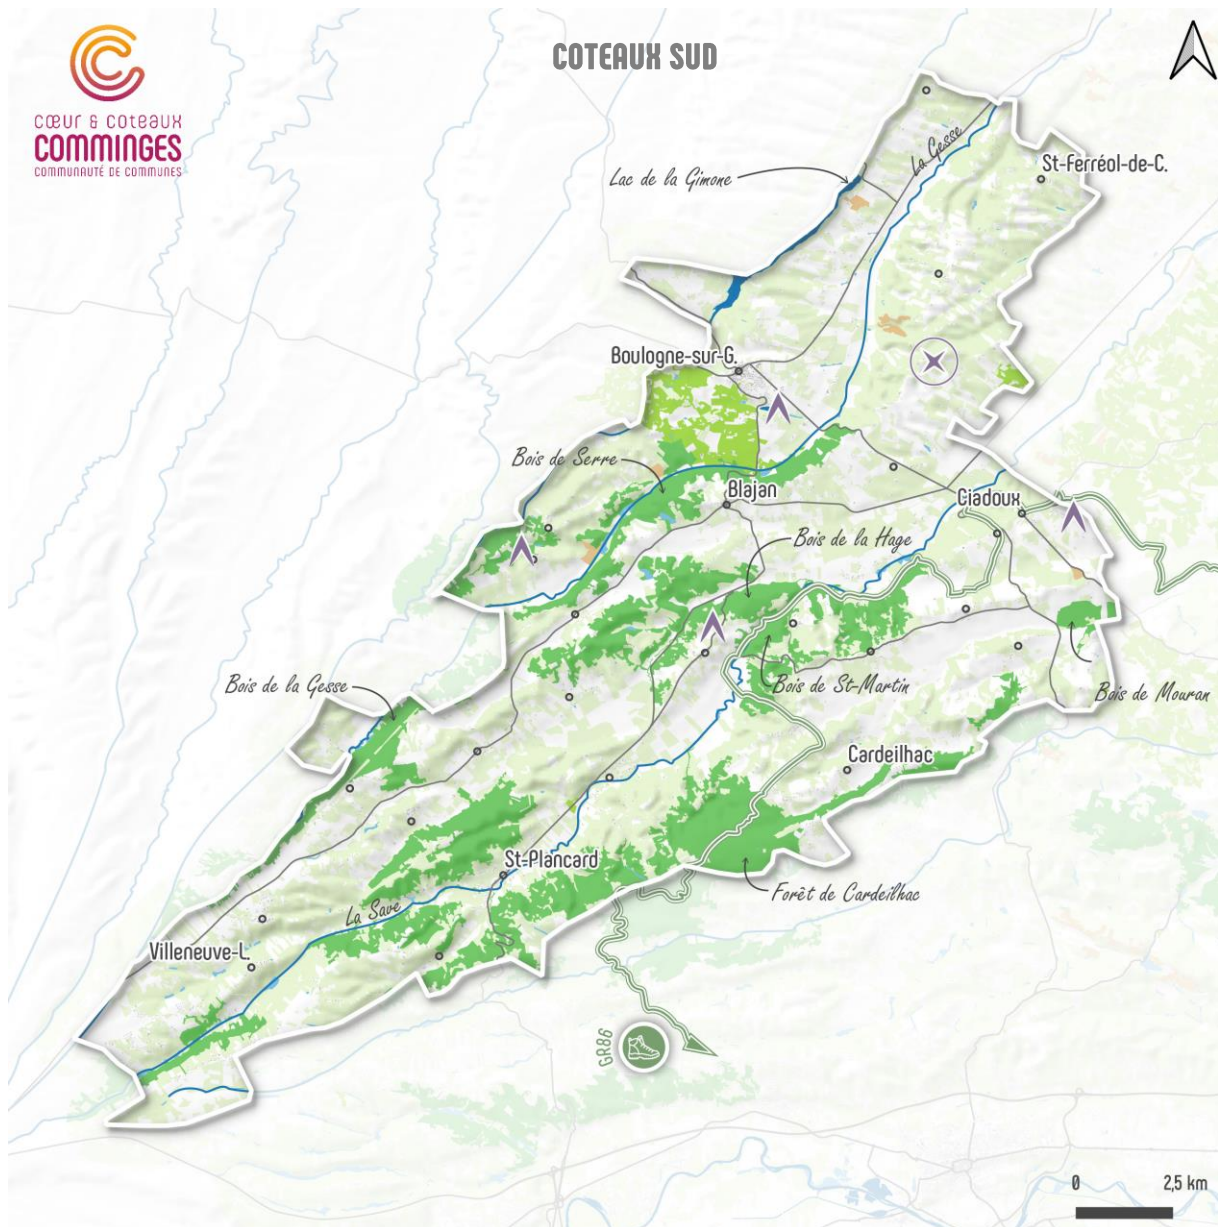 COTEAUX SUD
cœur & coteaux
COMMINGES
COMMUNAUTÉ DE COMMUNES
La Gesse
St-Ferréol-de-C.
Lac de la Gimone
Boulogne-sur-G.
Bois de Serre
Blajan
Ciadoux
Bois de la Hage
Bois de la Gesse
Bois de St-Martin
Bois de Mouran
Cardeilhac
St-Plancard
Forêt de Cardeilhac
La Save
Villeneuve-L.
GR86
0 2,5 km